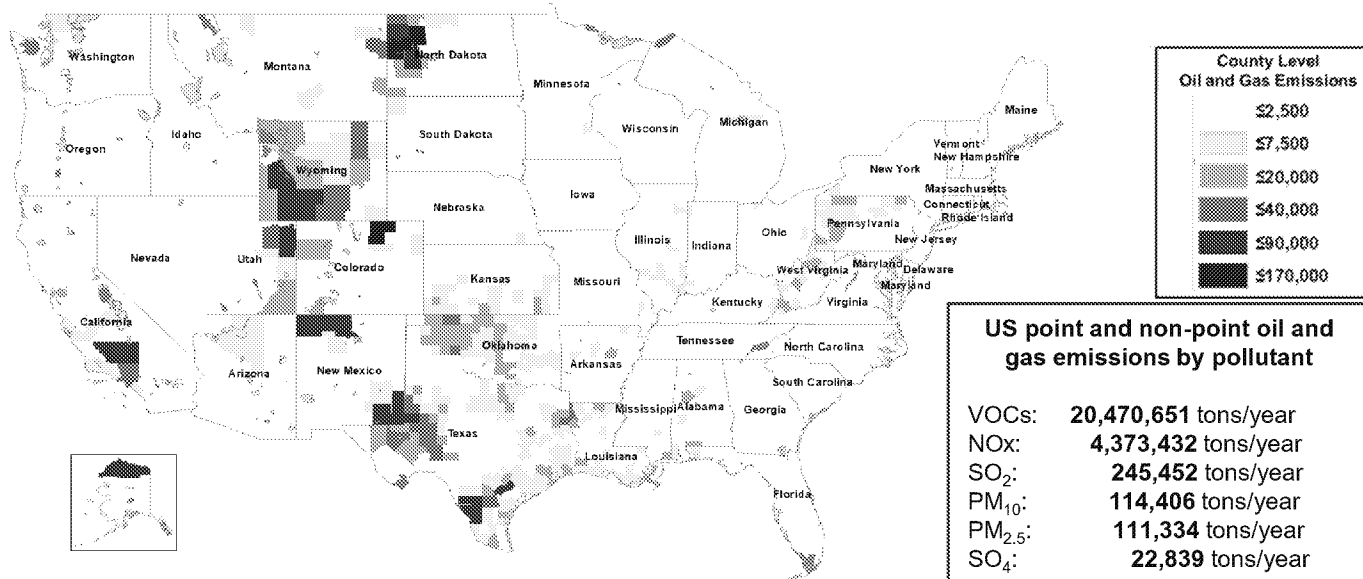 Washington
Montana
North Dakota
Minnesota
Maine
Oregon
Idaho
South Dakota
Wisconsin
Michigan
Vermont
New Hampshire
New York
Wyoming
Massachusetts
Connecticut
Rhode Island
Iowa
Nebraska
Pennsylvania
New Jersey
Nevada
Utah
Colorado
Illinois
Indiana
Ohio
Maryland
Delaware
Maryland
West Virginia
Kansas
Missouri
Kentucky
Virginia
California
Arizona
New Mexico
Oklahoma
Arkansas
Tennessee
North Carolina
South Carolina
Mississippi
Alabama
Georgia
Texas
Louisiana
Florida
County Level
Oil and Gas Emissions
≤2,500
≤7,500
≤20,000
≤40,000
≤90,000
≤170,000
US point and non-point oil and
gas emissions by pollutant
VOCs: 20,470,651 tons/year
NOx: 4,373,432 tons/year
SO₂: 245,452 tons/year
PM₁₀: 114,406 tons/year
PM₂.₅: 111,334 tons/year
SO₄: 22,839 tons/year